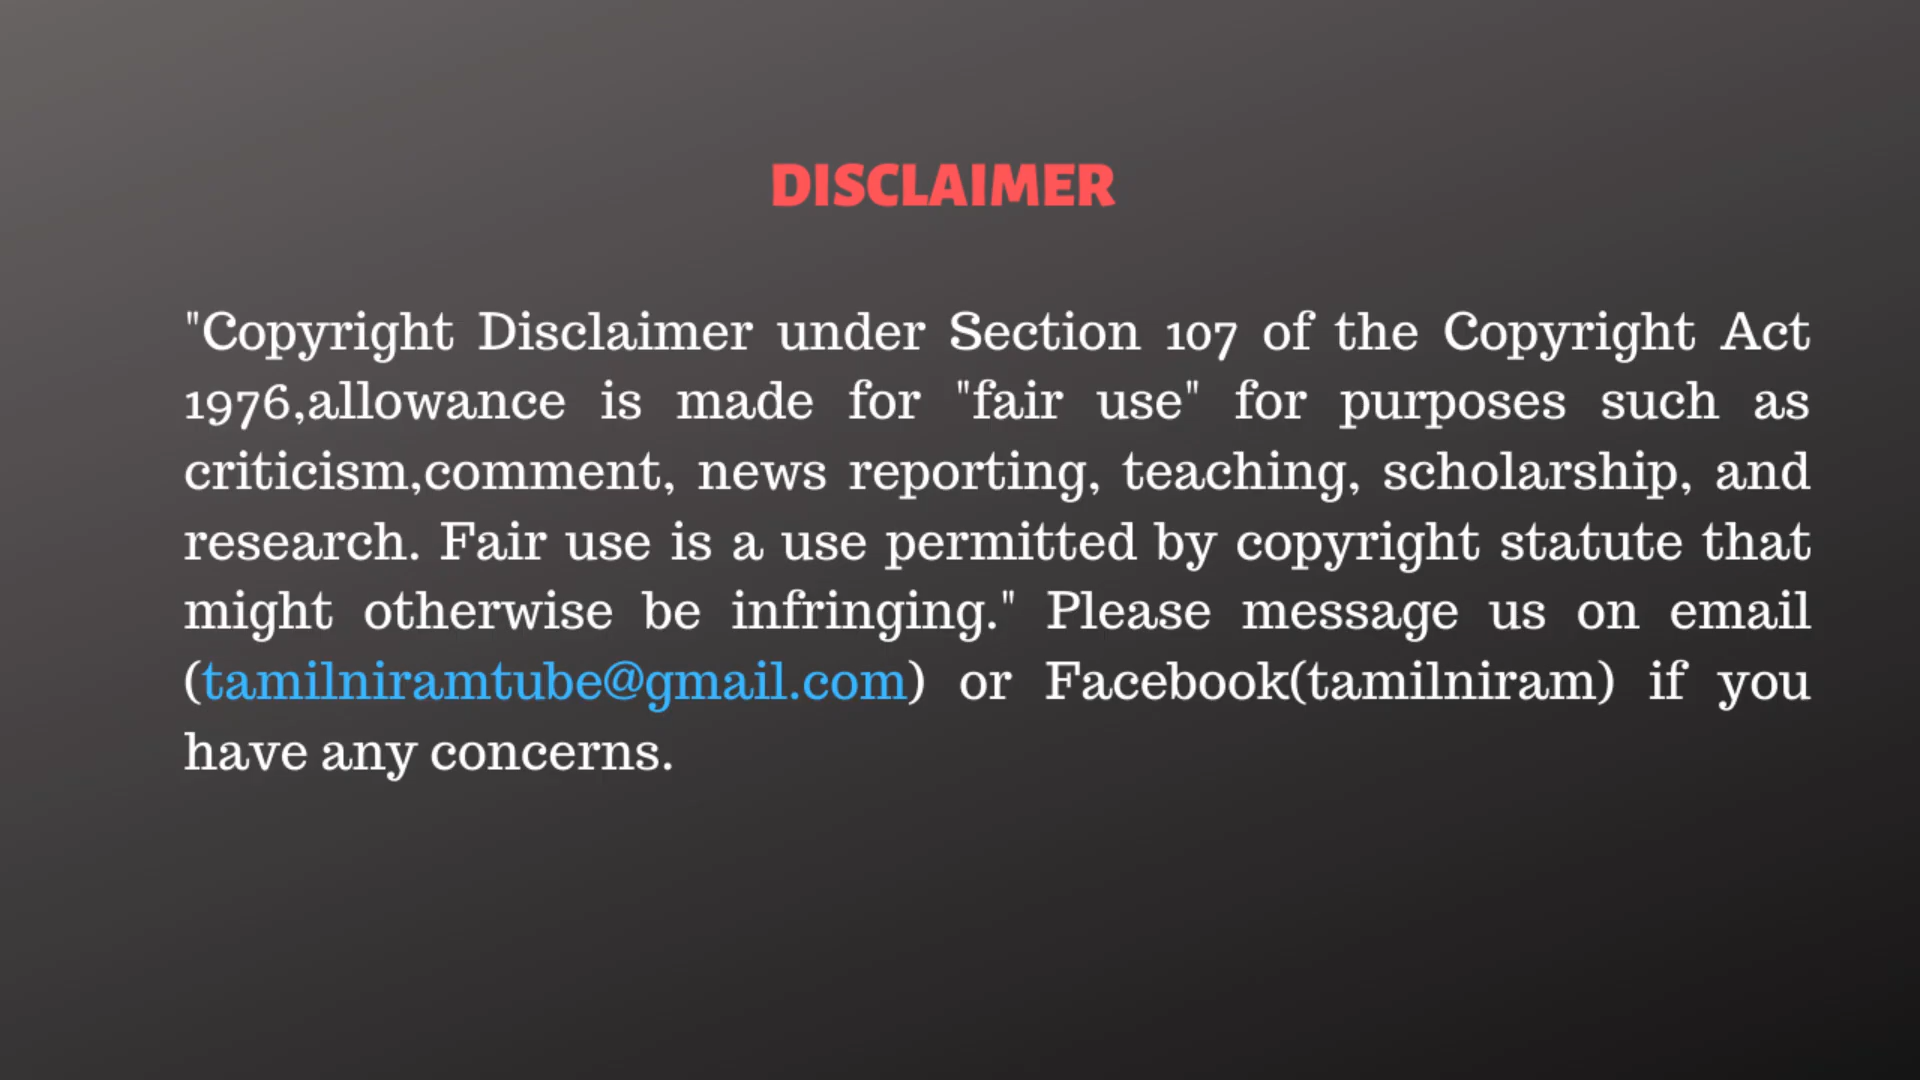 DISCLAIMER
"Copyright Disclaimer under Section 107 of the Copyright Act
1976,allowance is made for "fair use" for purposes such as
criticism,comment, news reporting, teaching, scholarship, and
research. Fair use is a use permitted by copyright statute that
might otherwise be infringing." Please message us on email
(tamilniramtube@gmail.com) or Facebook(tamilniram) if you
have any concerns.